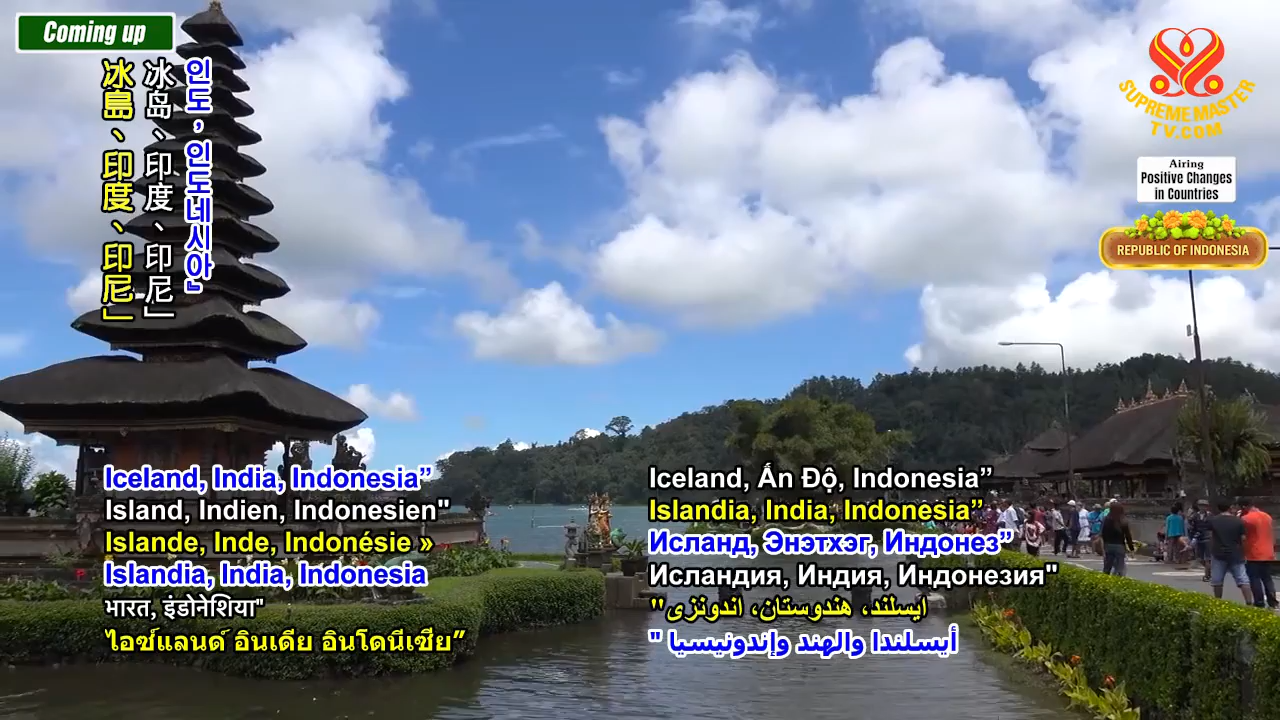 Coming up
인도, 인도네시아』
冰岛、印度、印尼」
冰島、印度、印尼」
SUPREME MASTER
TV.COM
Airing
Positive Changes
in Countries
REPUBLIC OF INDONESIA
Iceland, India, Indonesia”
Island, Indien, Indonesien"
Islande, Inde, Indonésie »
Islandia, India, Indonesia
भारत, इंडोनेशिया"
ไอซ์แลนด์ อินเดีย อินโดนีเซีย”
Iceland, Ấn Độ, Indonesia”
Islandia, India, Indonesia”
Исланд, Энэтхэг, Индонез”
Исландия, Индия, Индонезия"
ایسلند، هندوستان، اندونزی"
أيسلندا والهند وإندونيسيا "